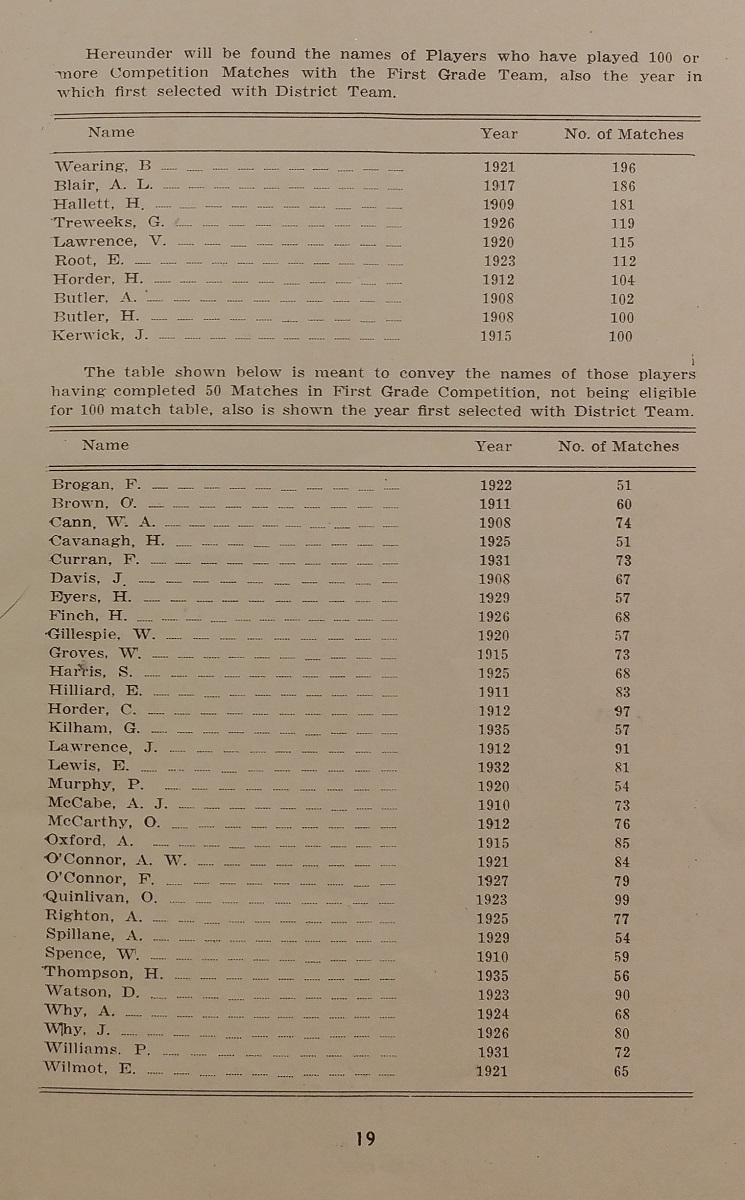 Hereunder will be found the names of Players who have played 100 or
more Competition Matches with the First Grade Team, also the year in
which first selected with District Team.
Name Year No. of Matches
Wearing, B 1921 196
Blair, A. L. 1917 186
Hallett, H. 1909 181
Treweeks, G. 1926 119
Lawrence, V. 1920 115
Root, E. 1923 112
Horder, H. 1912 104
Butler, A. 1908 102
Butler, H. 1908 100
Kerwick, J. 1915 100
The table shown below is meant to convey the names of those players
having completed 50 Matches in First Grade Competition, not being eligible
for 100 match table, also is shown the year first selected with District Team.
Name Year No. of Matches
Brogan, F. 1922 51
Brown, O. 1911 60
Cann, W. A. 1908 74
Cavanagh, H. 1925 51
Curran, F. 1931 73
Davis, J. 1908 67
Eyers, H. 1929 57
Finch, H. 1926 68
Gillespie, W. 1920 57
Groves, W. 1915 73
Harris, S. 1925 68
Hilliard, E. 1911 83
Horder, C. 1912 97
Kilham, G. 1935 57
Lawrence, J. 1912 91
Lewis, E. 1932 81
Murphy, P. 1920 54
McCabe, A. J. 1910 73
McCarthy, O. 1912 76
Oxford, A. 1915 85
O'Connor, A. W. 1921 84
O'Connor, F. 1927 79
Quinlivan, O. 1923 99
Righton, A. 1925 77
Spillane, A. 1929 54
Spence, W. 1910 59
Thompson, H. 1935 56
Watson, D. 1923 90
Why, A. 1924 68
Why, J. 1926 80
Williams. P. 1931 72
Wilmot, E. 1921 65
19